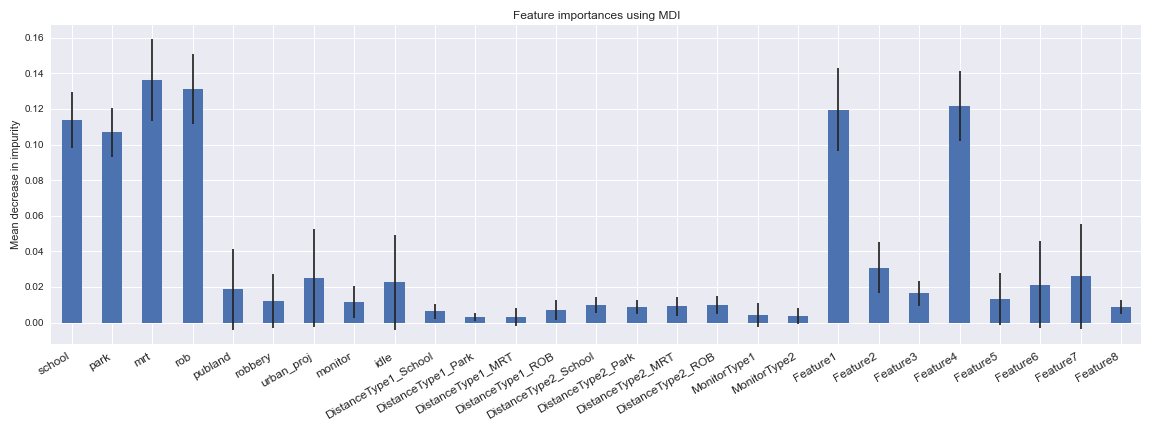 Feature importances using MDI
Mean decrease in impurity
0.16
0.14
0.12
0.10
0.08
0.06
0.04
0.02
0.00
school
park
mrt
rob
publand
robbery
urban_proj
monitor
idle
DistanceType1_School
DistanceType1_Park
DistanceType1_MRT
DistanceType1_ROB
DistanceType2_School
DistanceType2_Park
DistanceType2_MRT
DistanceType2_ROB
MonitorType1
MonitorType2
Feature1
Feature2
Feature3
Feature4
Feature5
Feature6
Feature7
Feature8